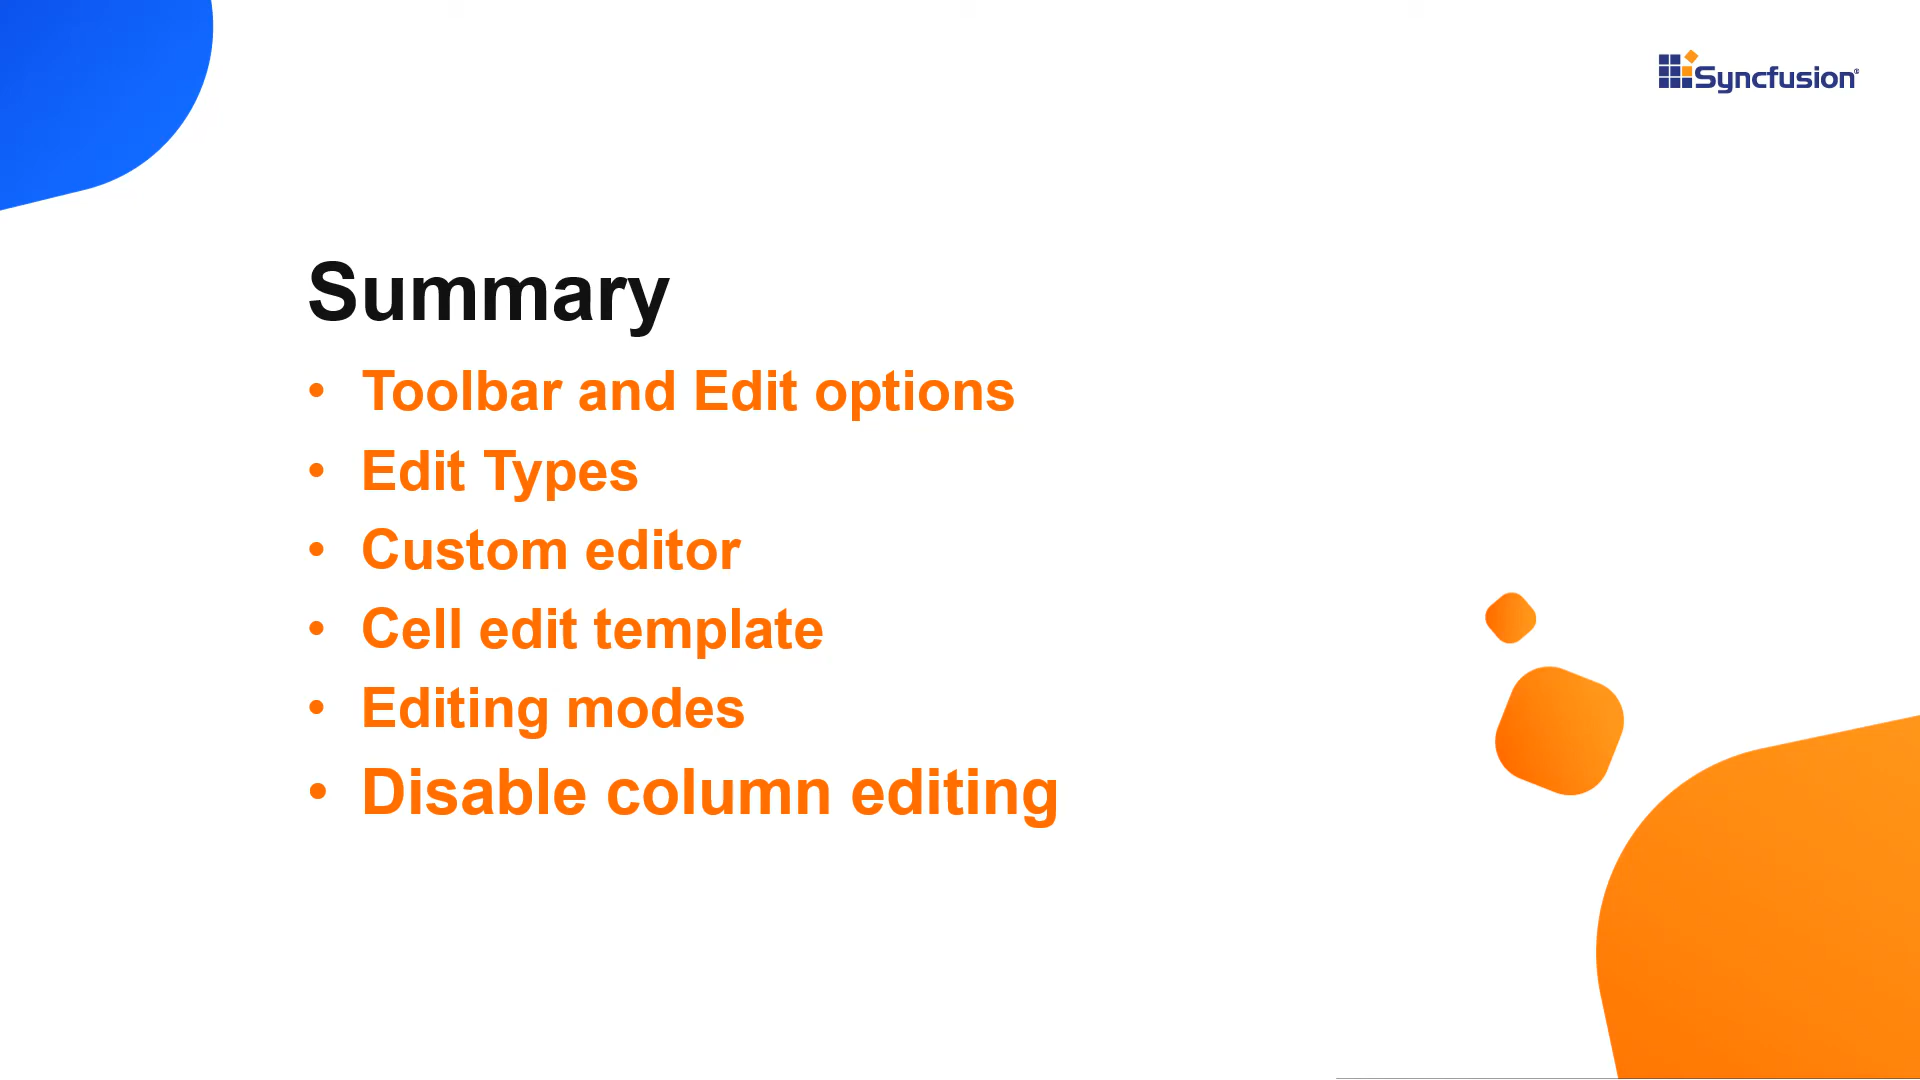 Syncfusion®
Summary
• Toolbar and Edit options
• Edit Types
• Custom editor
• Cell edit template
• Editing modes
• Disable column editing